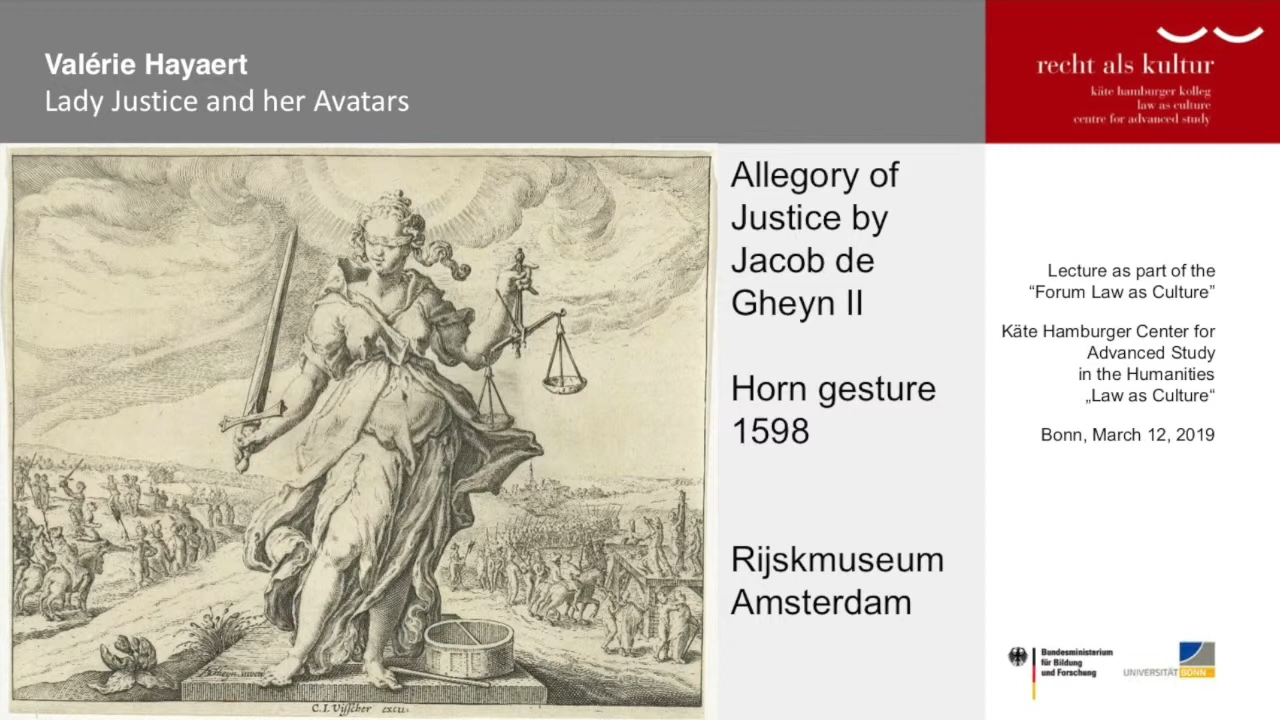 Valérie Hayaert
Lady Justice and her Avatars
recht als kultur
käte hamburger kolleg
law as culture
centre for advanced study
Allegory of
Justice by
Jacob de
Gheyn II
Horn gesture
1598
Rijskmuseum
Amsterdam
Lecture as part of the
“Forum Law as Culture”
Käte Hamburger Center for
Advanced Study
in the Humanities
„Law as Culture“
Bonn, March 12, 2019
C. I. Visscher excu.
Bundesministerium
für Bildung
und Forschung
UNIVERSITÄT BONN